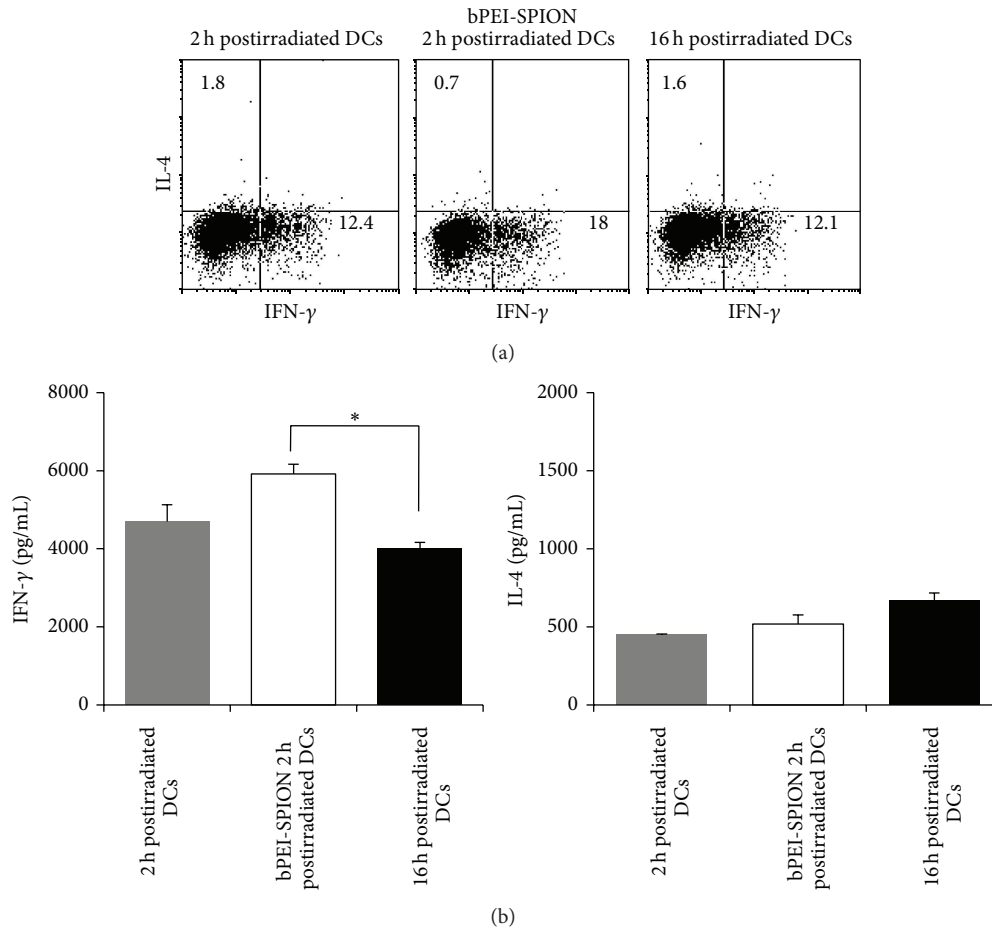 bPEI-SPION
2 h postirradiated DCs 2 h postirradiated DCs 16 h postirradiated DCs
1.8 0.7 1.6
IL-4
12.4 18 12.1
IFN-γ IFN-γ IFN-γ
(a)
8000
6000
4000
2000
0
IFN-γ (pg/mL)
*
2 h postirradiated
DCs
bPEI-SPION 2 h
postirradiated DCs
16 h postirradiated
DCs
2000
1500
1000
500
0
IL-4 (pg/mL)
2 h postirradiated
DCs
bPEI-SPION 2 h
postirradiated DCs
16 h postirradiated
DCs
(b)